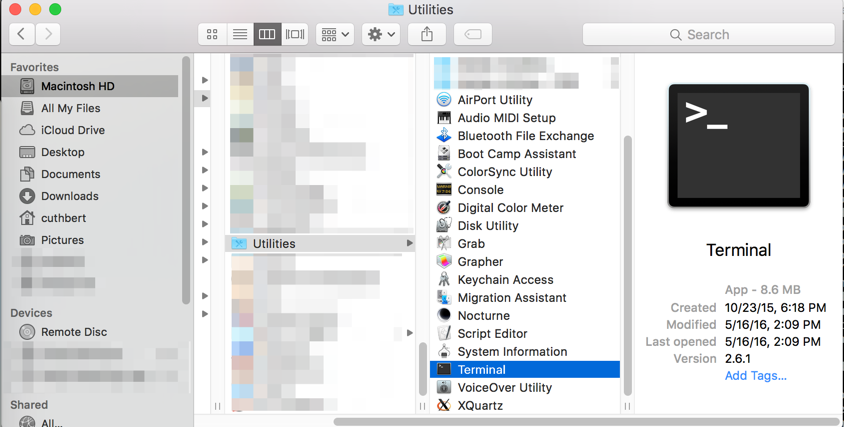 Utilities
Search
Favorites
Macintosh HD
All My Files
iCloud Drive
Desktop
Documents
Downloads
cuthbert
Pictures
Devices
Remote Disc
Shared
All...
Utilities
AirPort Utility
Audio MIDI Setup
Bluetooth File Exchange
Boot Camp Assistant
ColorSync Utility
Console
Digital Color Meter
Disk Utility
Grab
Grapher
Keychain Access
Migration Assistant
Nocturne
Script Editor
System Information
Terminal
VoiceOver Utility
XQuartz
>_
Terminal
App - 8.6 MB
Created 10/23/15, 6:18 PM
Modified 5/16/16, 2:09 PM
Last opened 5/16/16, 2:09 PM
Version 2.6.1
Add Tags...